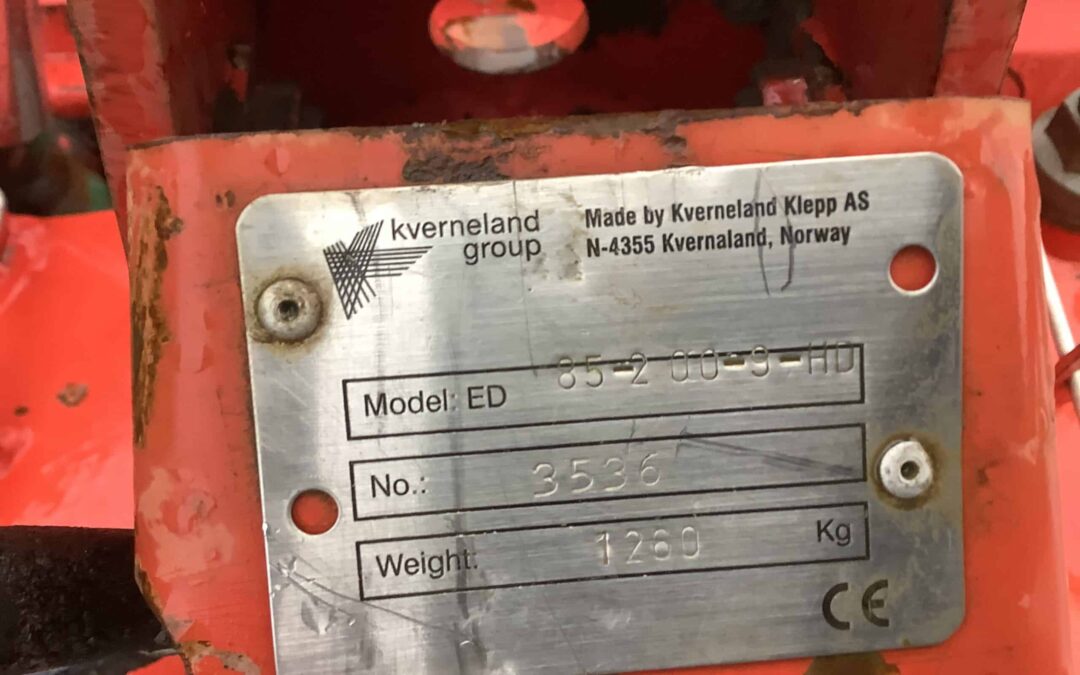 kverneland
group
Made by Kverneland Klepp AS
N-4355 Kvernaland, Norway
Model: ED 85-200-9-HD
No.: 3536
Weight: 1260 Kg
CE